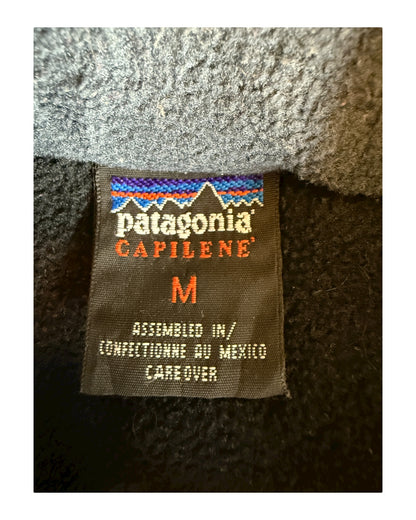 patagonia®
CAPILENE®
M
ASSEMBLED IN/
CONFECTIONNE AU MEXICO
CARE OVER